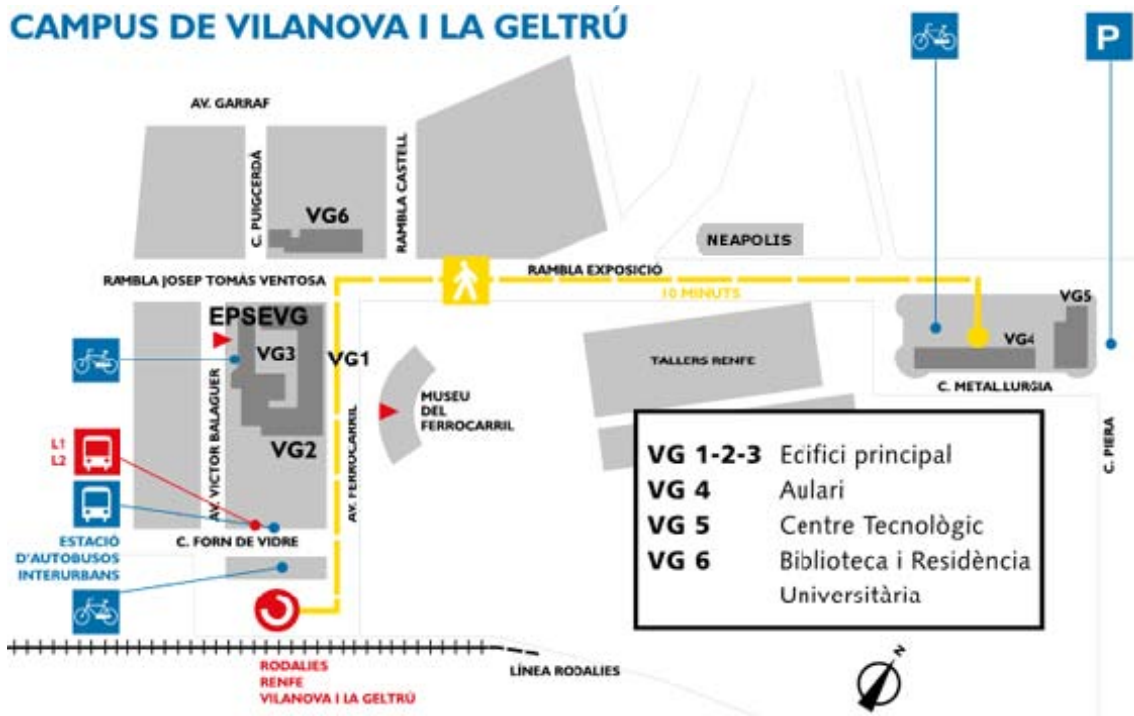 CAMPUS DE VILANOVA I LA GELTRÚ
P
AV. GARRAF
C. PUIGCERDÀ
RAMBLA CASTELL
VG6
NEAPOLIS
RAMBLA JOSEP TOMÀS VENTOSA
RAMBLA EXPOSICIÓ
10 MINUTS
EPSEVG
VG3
VG1
VG2
VG5
VG4
TALLERS RENFE
C. METAL.LURGIA
MUSEU
DEL
FERROCARRIL
AV. VICTOR BALAGUER
AV. FERROCARRIL
C. PIERA
L1
L2
ESTACIÓ
D'AUTOBUSOS
INTERURBANS
C. FORN DE VIDRE
VG 1-2-3 Ecifici principal
VG 4 Aulari
VG 5 Centre Tecnològic
VG 6 Biblioteca i Residència
Universitària
N
RODALIES
RENFE
VILANOVA I LA GELTRÚ
LÍNEA RODALIES